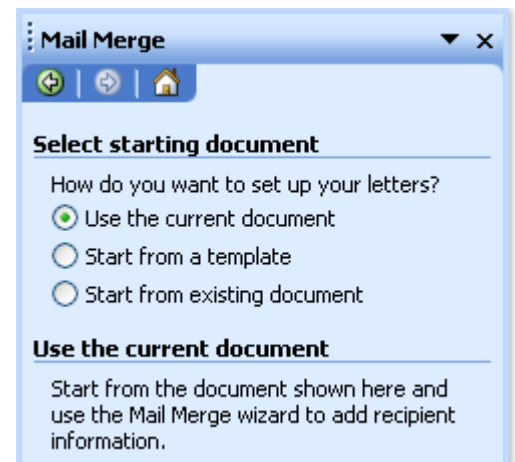 Mail Merge
Select starting document
How do you want to set up your letters?
Use the current document
Start from a template
Start from existing document
Use the current document
Start from the document shown here and
use the Mail Merge wizard to add recipient
information.